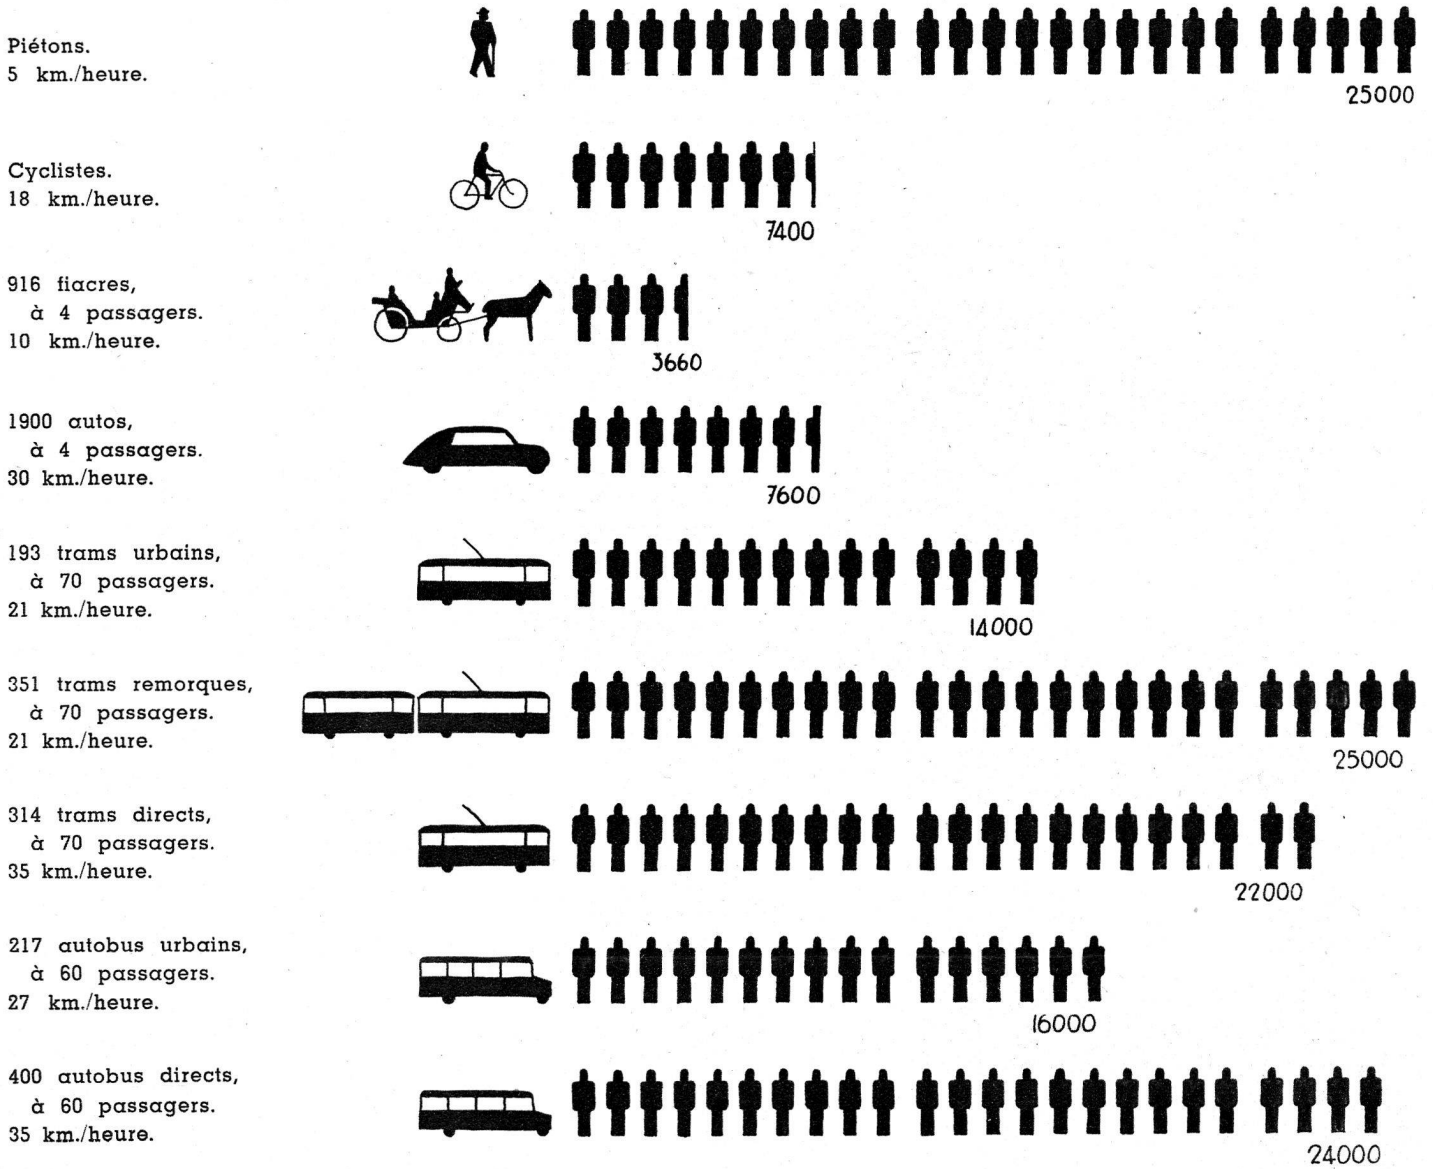 Piétons.
5 km./heure.
25000
Cyclistes.
18 km./heure.
7400
916 fiacres,
à 4 passagers.
10 km./heure.
3660
1900 autos,
à 4 passagers.
30 km./heure.
7600
193 trams urbains,
à 70 passagers.
21 km./heure.
14000
351 trams remorques,
à 70 passagers.
21 km./heure.
25000
314 trams directs,
à 70 passagers.
35 km./heure.
22000
217 autobus urbains,
à 60 passagers.
27 km./heure.
16000
400 autobus directs,
à 60 passagers.
35 km./heure.
24000